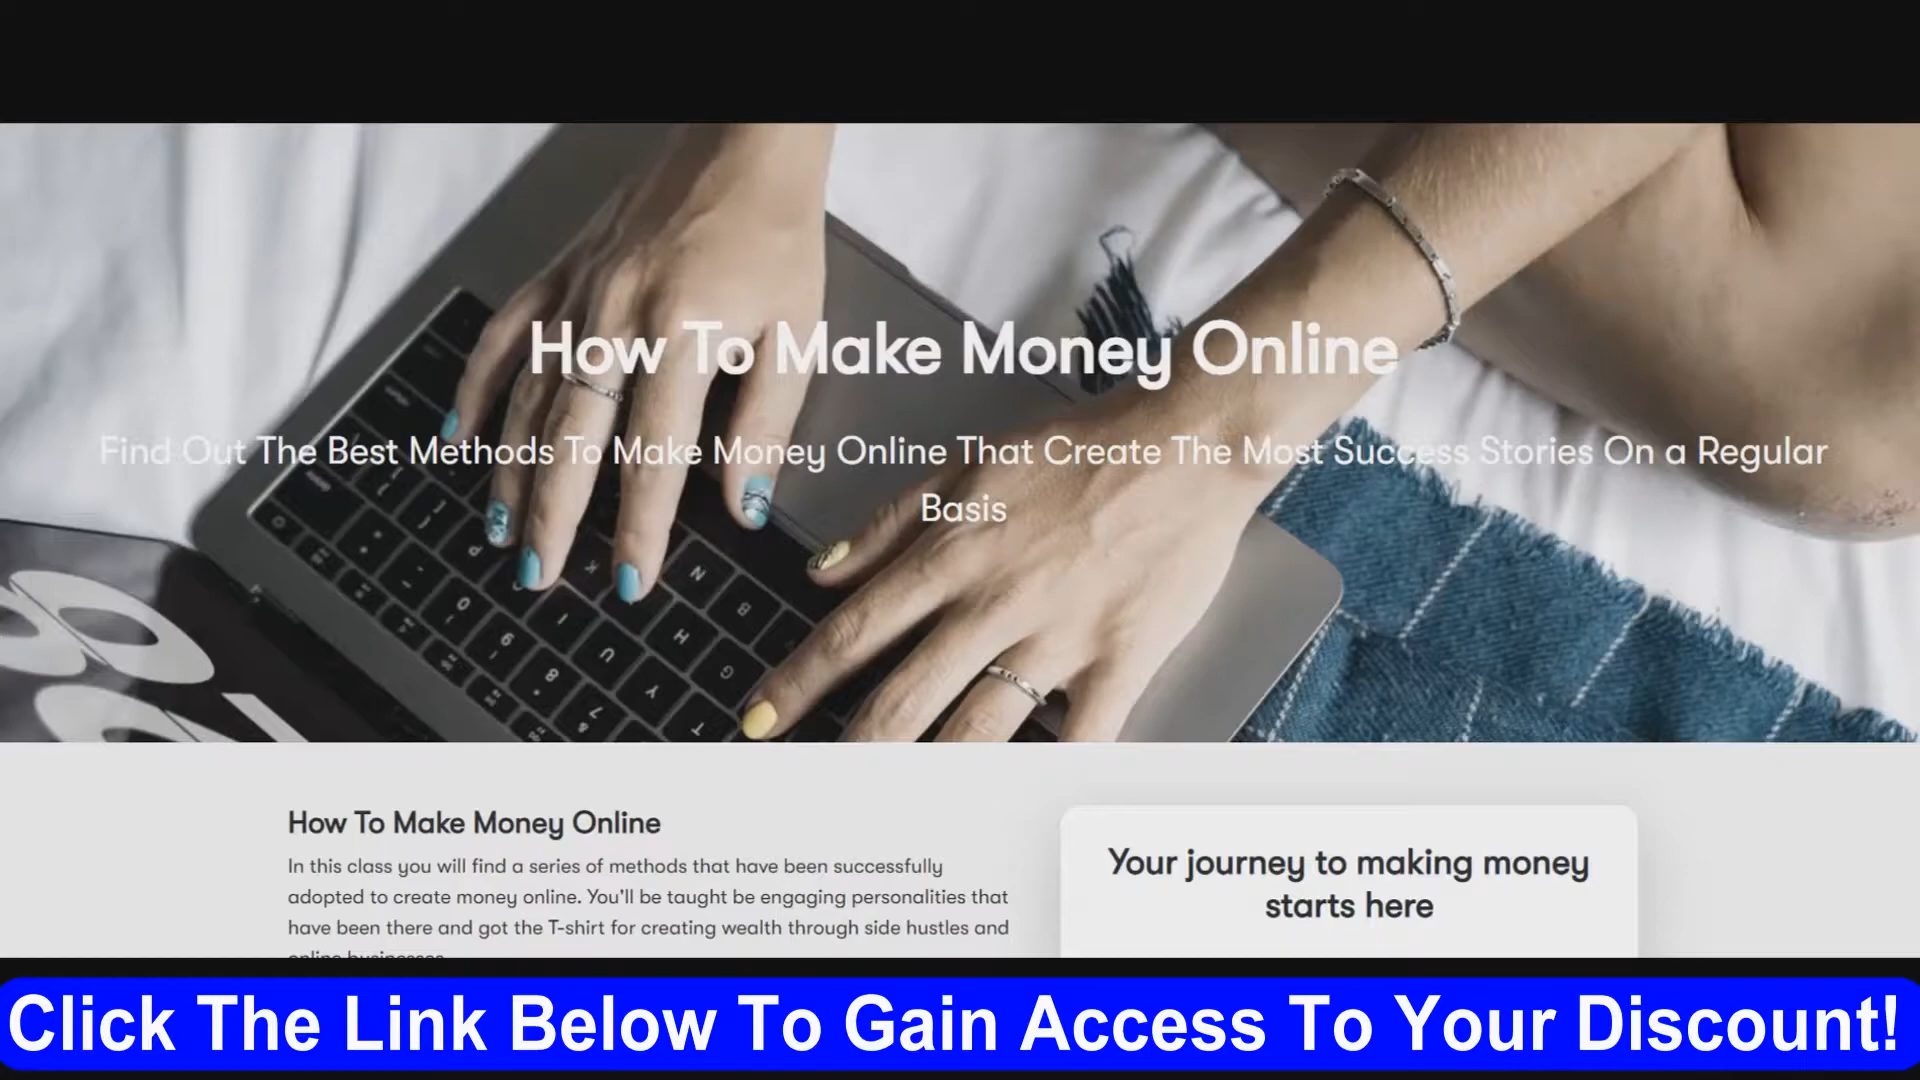 How To Make Money Online
Find Out The Best Methods To Make Money Online That Create The Most Success Stories On a Regular
Basis
How To Make Money Online
In this class you will find a series of methods that have been successfully
adopted to create money online. You'll be taught be engaging personalities that
have been there and got the T-shirt for creating wealth through side hustles and
online businesses.
Your journey to making money
starts here
Click The Link Below To Gain Access To Your Discount!